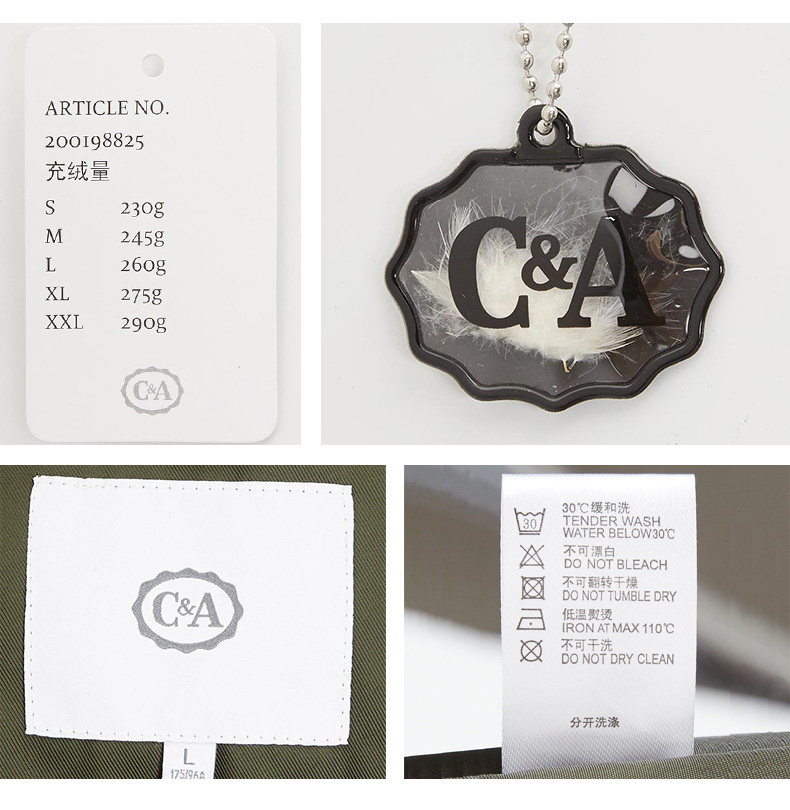 ARTICLE NO.
200198825
充绒量
S 230g
M 245g
L 260g
XL 275g
XXL 290g
C&A
C&A
C&A
L
175/96A
30
30℃缓和洗
TENDER WASH
WATER BELOW30℃
不可漂白
DO NOT BLEACH
不可翻转干燥
DO NOT TUMBLE DRY
低温熨烫
IRON AT MAX 110℃
不可干洗
DO NOT DRY CLEAN
分开洗涤